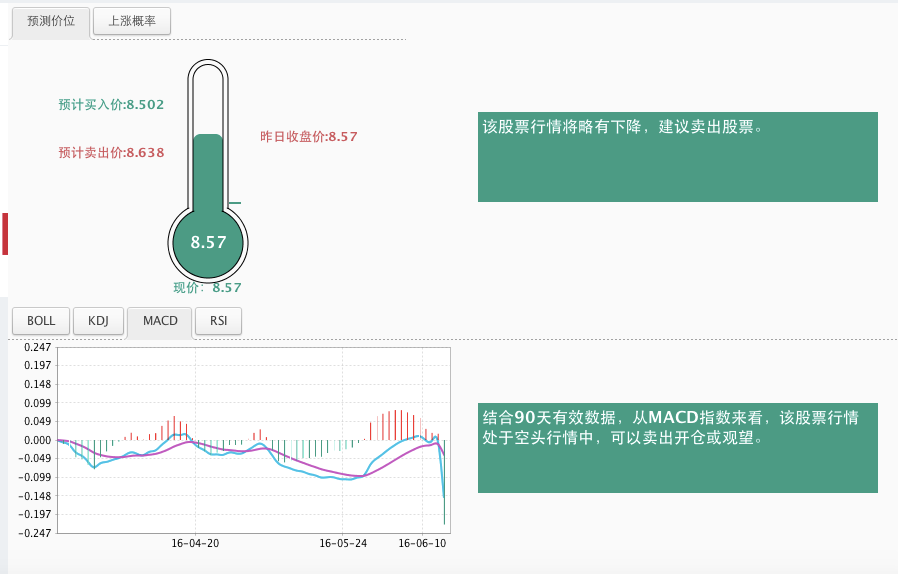 预测价位
上涨概率
预计买入价:8.502
昨日收盘价:8.57
预计卖出价:8.638
8.57
现价：8.57
该股票行情将略有下降，建议卖出股票。
BOLL
KDJ
MACD
RSI
0.247
0.197
0.148
0.099
0.049
0.000
-0.049
-0.099
-0.148
-0.197
-0.247
16-04-20
16-05-24
16-06-10
结合90天有效数据，从MACD指数来看，该股票行情
处于空头行情中，可以卖出开仓或观望。